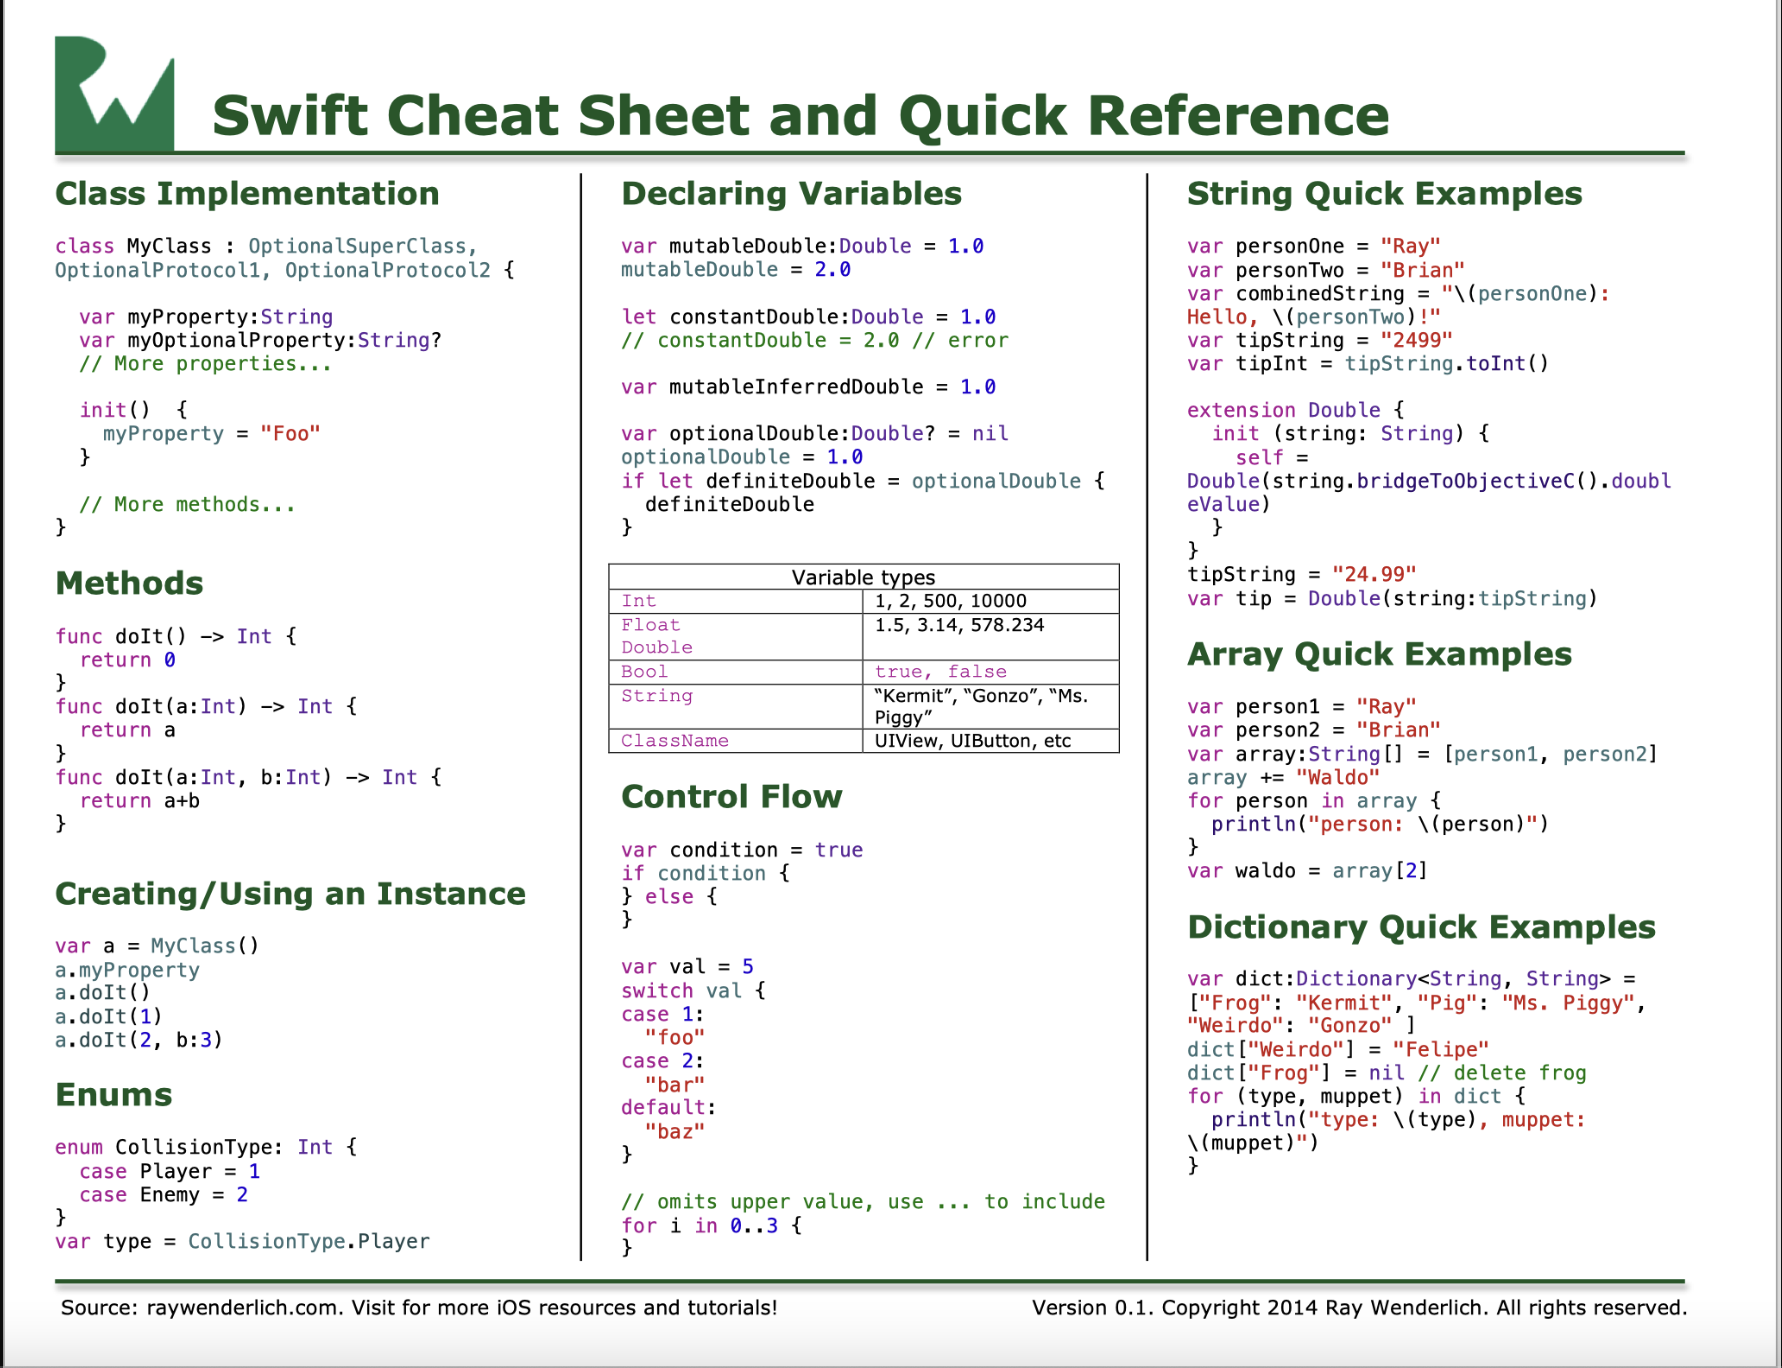 RW
Swift Cheat Sheet and Quick Reference
Class Implementation
class MyClass : OptionalSuperClass,
OptionalProtocol1, OptionalProtocol2 {
var myProperty:String
var myOptionalProperty:String?
// More properties...
init()  {
myProperty = "Foo"
}
// More methods...
}
Methods
func doIt() -> Int {
return 0
}
func doIt(a:Int) -> Int {
return a
}
func doIt(a:Int, b:Int) -> Int {
return a+b
}
Creating/Using an Instance
var a = MyClass()
a.myProperty
a.doIt()
a.doIt(1)
a.doIt(2, b:3)
Enums
enum CollisionType: Int {
case Player = 1
case Enemy = 2
}
var type = CollisionType.Player
Declaring Variables
var mutableDouble:Double = 1.0
mutableDouble = 2.0
let constantDouble:Double = 1.0
// constantDouble = 2.0 // error
var mutableInferredDouble = 1.0
var optionalDouble:Double? = nil
optionalDouble = 1.0
if let definiteDouble = optionalDouble {
definiteDouble
}
Variable types
Int 1, 2, 500, 10000
Float 1.5, 3.14, 578.234
Double
Bool true, false
String “Kermit”, “Gonzo”, “Ms.
Piggy”
ClassName UIView, UIButton, etc
Control Flow
var condition = true
if condition {
} else {
}
var val = 5
switch val {
case 1:
"foo"
case 2:
"bar"
default:
"baz"
}
// omits upper value, use ... to include
for i in 0..3 {
}
String Quick Examples
var personOne = "Ray"
var personTwo = "Brian"
var combinedString = "\(personOne):
Hello, \(personTwo)!"
var tipString = "2499"
var tipInt = tipString.toInt()
extension Double {
init (string: String) {
self =
Double(string.bridgeToObjectiveC().doubl
eValue)
}
}
tipString = "24.99"
var tip = Double(string:tipString)
Array Quick Examples
var person1 = "Ray"
var person2 = "Brian"
var array:String[] = [person1, person2]
array += "Waldo"
for person in array {
println("person: \(person)")
}
var waldo = array[2]
Dictionary Quick Examples
var dict:Dictionary<String, String> =
["Frog": "Kermit", "Pig": "Ms. Piggy",
"Weirdo": "Gonzo" ]
dict["Weirdo"] = "Felipe"
dict["Frog"] = nil // delete frog
for (type, muppet) in dict {
println("type: \(type), muppet:
\(muppet)")
}
Source: raywenderlich.com. Visit for more iOS resources and tutorials!
Version 0.1. Copyright 2014 Ray Wenderlich. All rights reserved.